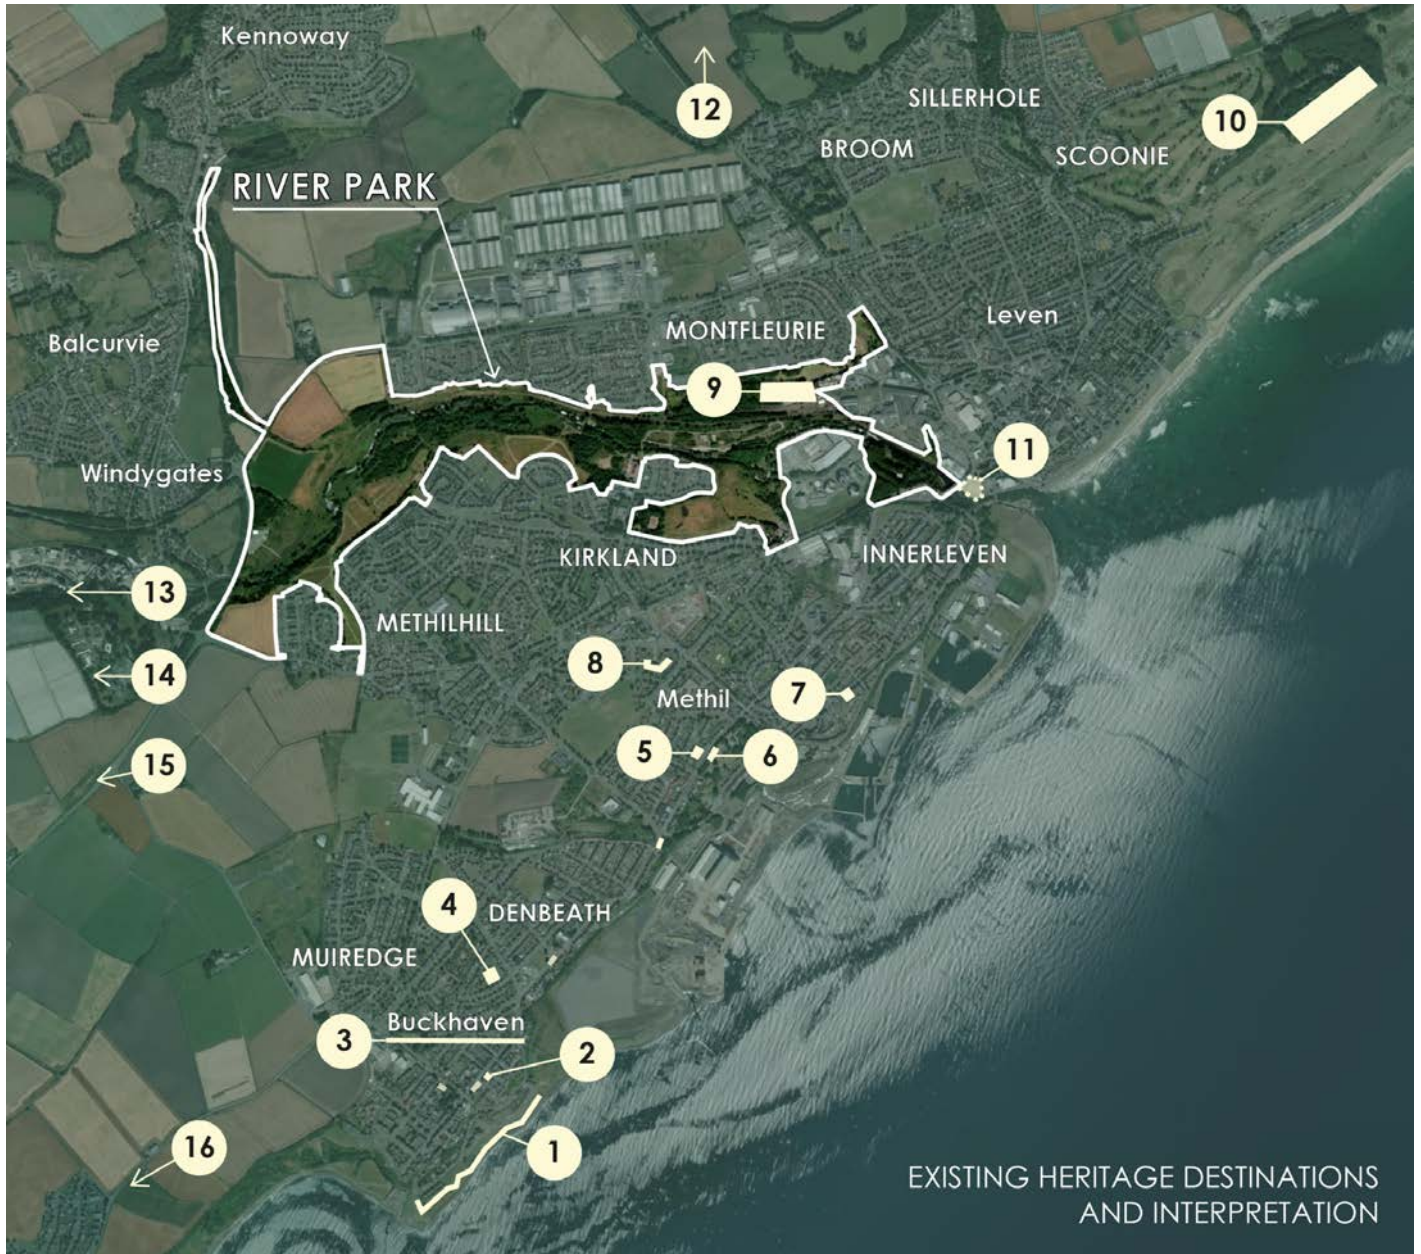 Kennoway
12
SILLERHOLE
10
BROOM
SCOONIE
RIVER PARK
Leven
MONTFLEURIE
Balcurvie
9
11
Windygates
KIRKLAND
INNERLEVEN
13
METHILHILL
8
14
Methil
7
5
6
15
4
DENBEATH
MUIREDGE
Buckhaven
3
2
16
1
EXISTING HERITAGE DESTINATIONS
AND INTERPRETATION